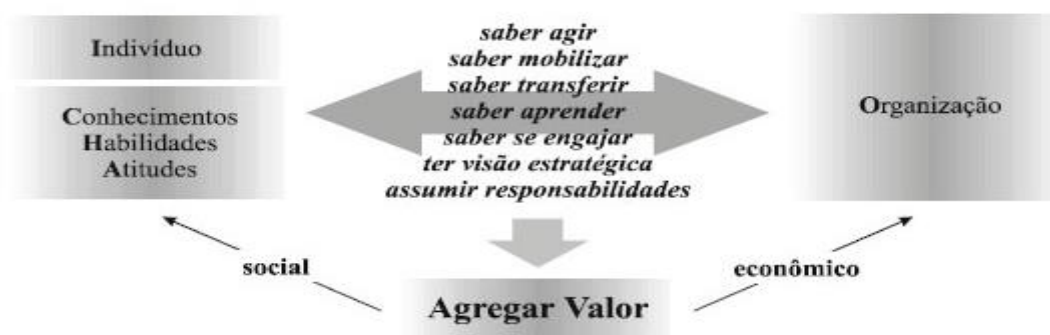 Indivíduo
Conhecimentos
Habilidades
Atitudes
saber agir
saber mobilizar
saber transferir
saber aprender
saber se engajar
ter visão estratégica
assumir responsabilidades
Organização
social
econômico
Agregar Valor